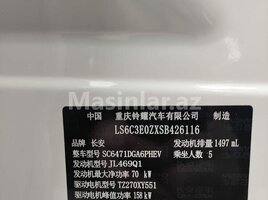 Masinlar.az
中国 重庆铃耀汽车有限公司 制造
LS6C3E0ZXSB426116
品牌 长安 发动机排量 1497 mL
整车型号 SC6471DGA6PHEV 乘坐人数 5
发动机型号 JL469Q1
发动机最大净功率 70 kW
驱动电机型号 TZ270XY551
驱动电机峰值功率 158 kW